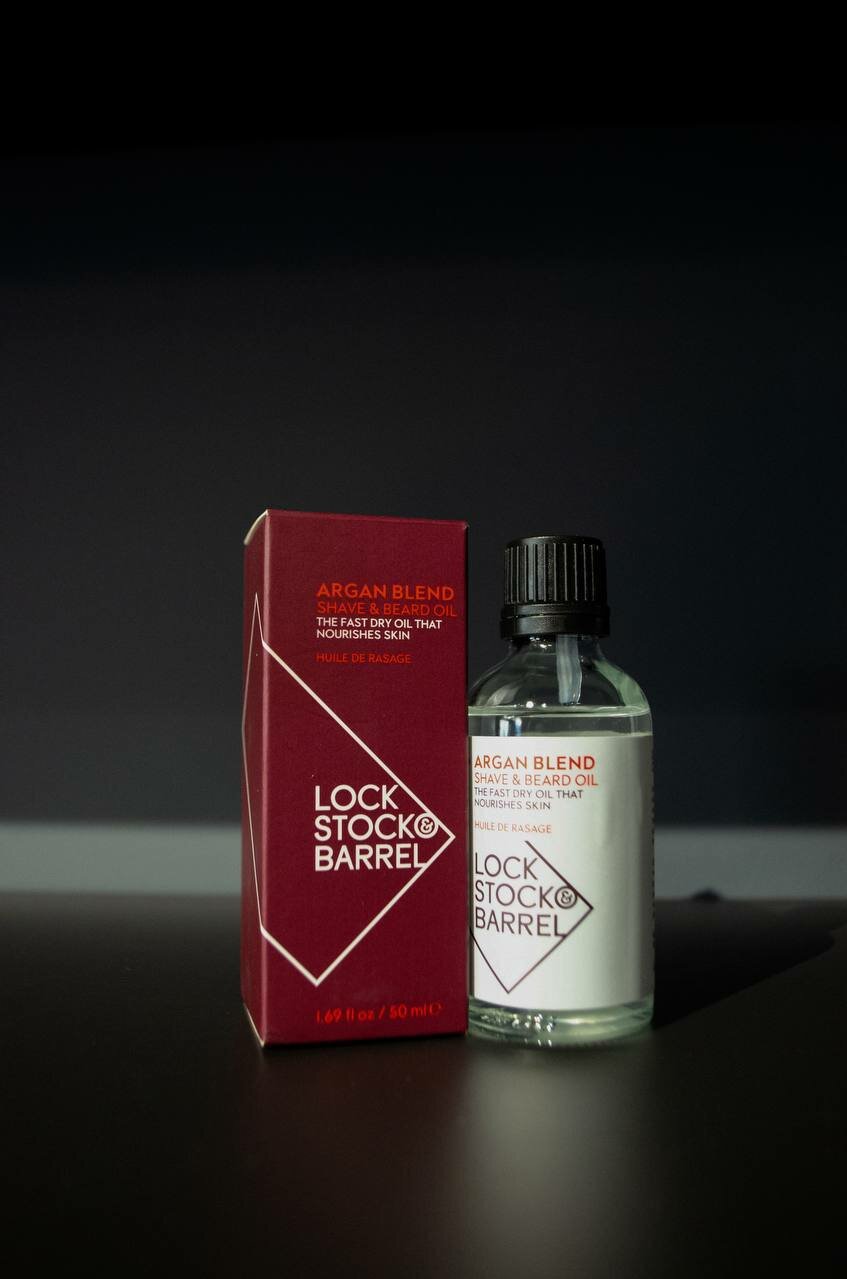 ARGAN BLEND
SHAVE & BEARD OIL
THE FAST DRY OIL THAT
NOURISHES SKIN
HUILE DE RASAGE
LOCK
STOCK&
BARREL
1.69 fl oz / 50 ml ℮
ARGAN BLEND
SHAVE & BEARD OIL
THE FAST DRY OIL THAT
NOURISHES SKIN
HUILE DE RASAGE
LOCK
STOCK&
BARREL